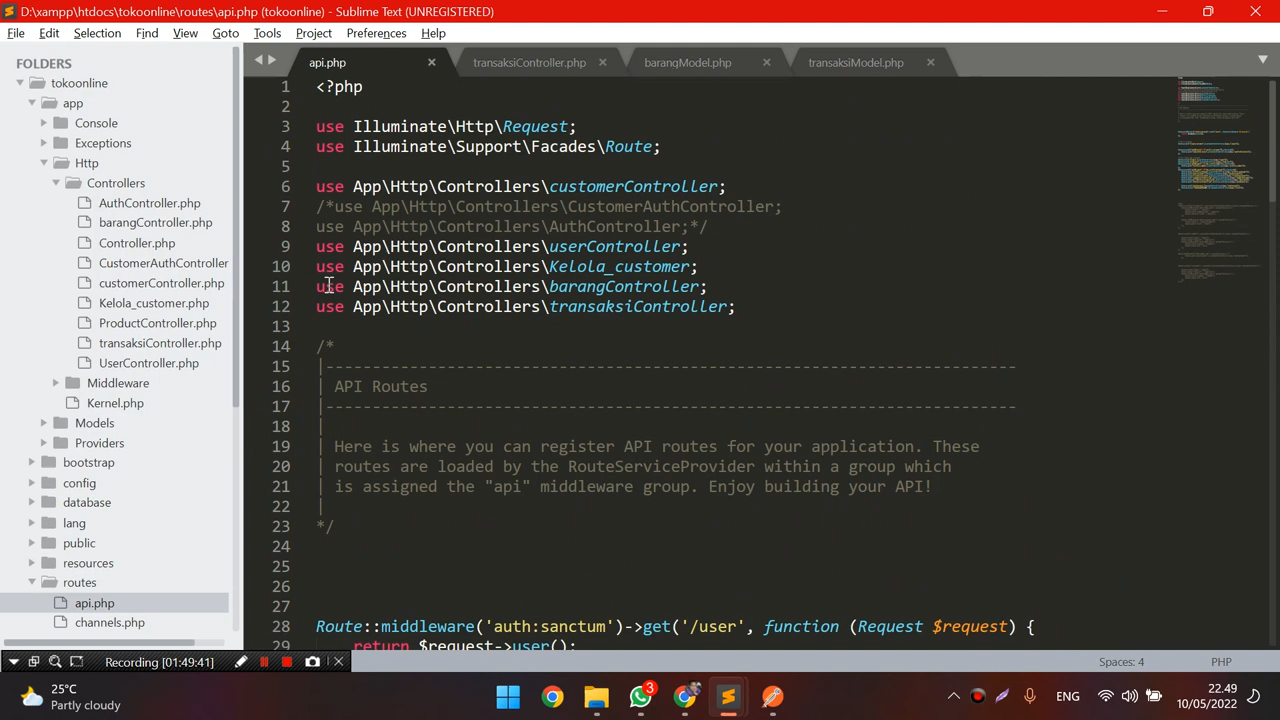 D:\xampp\htdocs\tokoonline\routes\api.php (tokoonline) - Sublime Text (UNREGISTERED)
File Edit Selection Find View Goto Tools Project Preferences Help
FOLDERS
tokoonline
app
Console
Exceptions
Http
Controllers
AuthController.php
barangController.php
Controller.php
CustomerAuthController
customerController.php
Kelola_customer.php
ProductController.php
transaksiController.php
UserController.php
Middleware
Kernel.php
Models
Providers
bootstrap
config
database
lang
public
resources
routes
api.php
channels.php
api.php transaksiController.php barangModel.php transaksiModel.php
1 <?php
2
3 use Illuminate\Http\Request;
4 use Illuminate\Support\Facades\Route;
5
6 use App\Http\Controllers\customerController;
7 /*use App\Http\Controllers\CustomerAuthController;
8 use App\Http\Controllers\AuthController;*/
9 use App\Http\Controllers\userController;
10 use App\Http\Controllers\Kelola_customer;
11 use App\Http\Controllers\barangController;
12 use App\Http\Controllers\transaksiController;
13
14 /*
15 |--------------------------------------------------------------------------
16 | API Routes
17 |--------------------------------------------------------------------------
18 |
19 | Here is where you can register API routes for your application. These
20 | routes are loaded by the RouteServiceProvider within a group which
21 | is assigned the "api" middleware group. Enjoy building your API!
22 |
23 */
24
25
26
27
28 Route::middleware('auth:sanctum')->get('/user', function (Request $request) {
29 return $request->user();
Recording [01:49:41]
Spaces: 4 PHP
25°C
Partly cloudy
3
ENG
22.49
10/05/2022